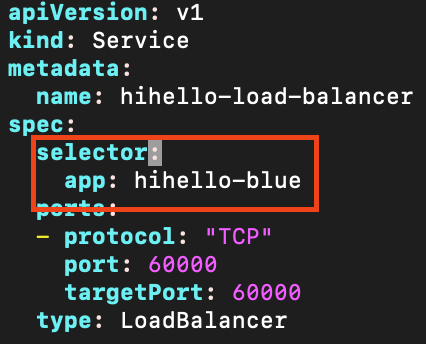 apiVersion: v1
kind: Service
metadata:
  name: hihello-load-balancer
spec:
  selector:
    app: hihello-blue
  ports:
  - protocol: "TCP"
    port: 60000
    targetPort: 60000
  type: LoadBalancer